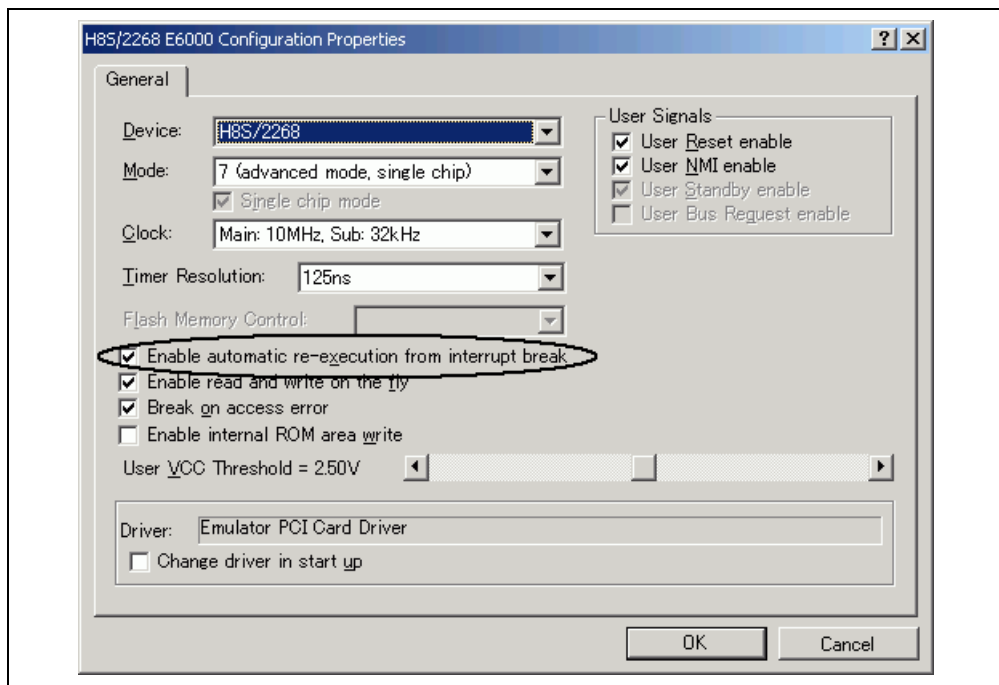 H8S/2268 E6000 Configuration Properties
General
Device: H8S/2268
Mode: 7 (advanced mode, single chip)
Single chip mode
Clock: Main: 10MHz, Sub: 32kHz
Timer Resolution: 125ns
Flash Memory Control:
User Signals
User Reset enable
User NMI enable
User Standby enable
User Bus Request enable
Enable automatic re-execution from interrupt break
Enable read and write on the fly
Break on access error
Enable internal ROM area write
User VCC Threshold = 2.50V
Driver: Emulator PCI Card Driver
Change driver in start up
OK Cancel